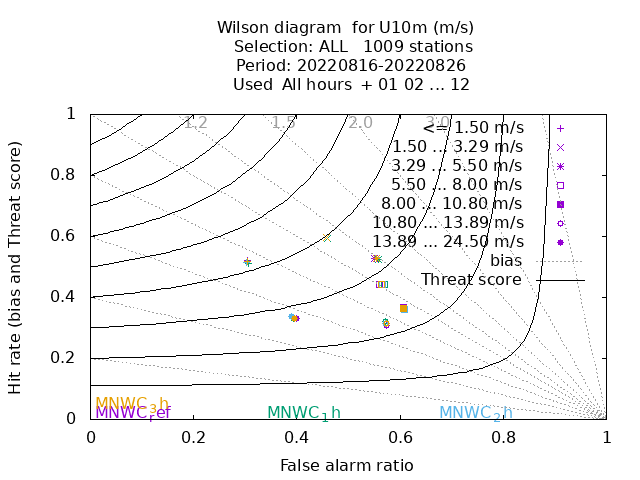 Wilson diagram  for U10m (m/s)
Selection: ALL   1009 stations
Period: 20220816-20220826
Used  All hours  + 01 02 ... 12
Hit rate (bias and Threat score)
1
0.8
0.6
0.4
0.2
0
1.2
1.5
2.0
3.0
<= 1.50 m/s
1.50 ... 3.29 m/s
3.29 ... 5.50 m/s
5.50 ... 8.00 m/s
8.00 ... 10.80 m/s
10.80 ... 13.89 m/s
13.89 ... 24.50 m/s
bias
Threat score
MNWC_3h
MNWC_ref
MNWC_1h
MNWC_2h
0 0.2 0.4 0.6 0.8 1
False alarm ratio